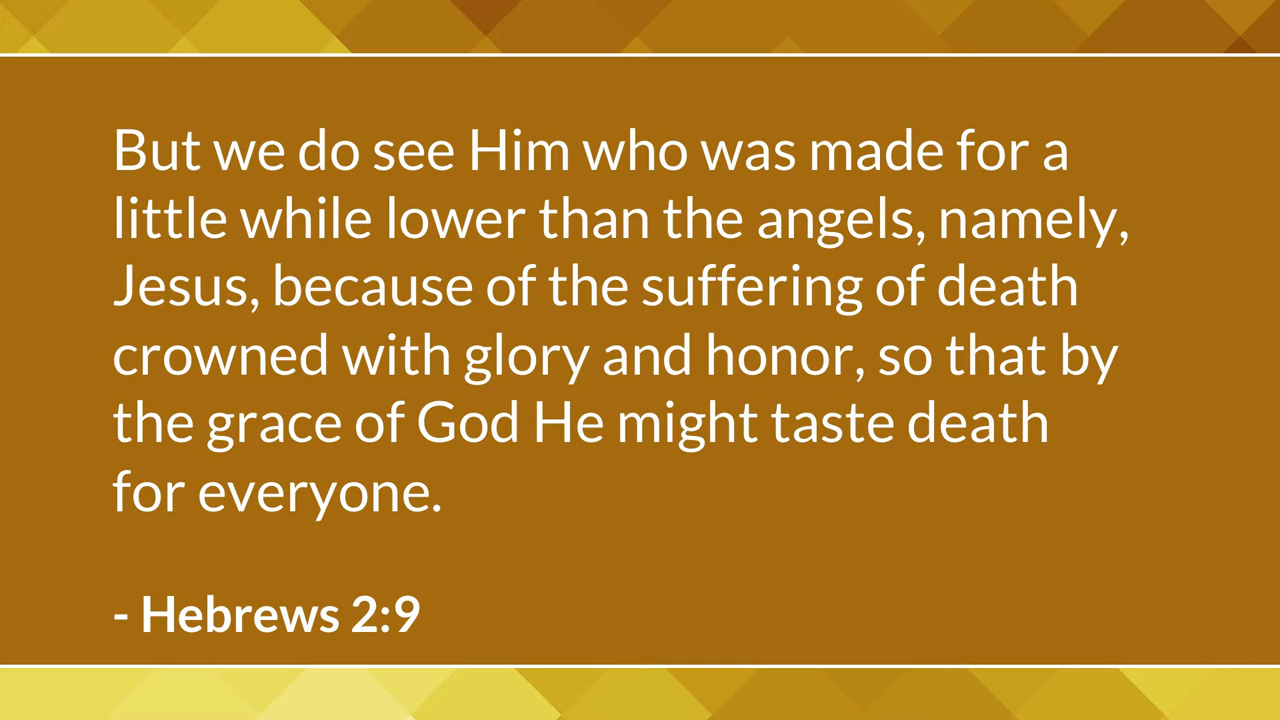 But we do see Him who was made for a
little while lower than the angels, namely,
Jesus, because of the suffering of death
crowned with glory and honor, so that by
the grace of God He might taste death
for everyone.
- Hebrews 2:9